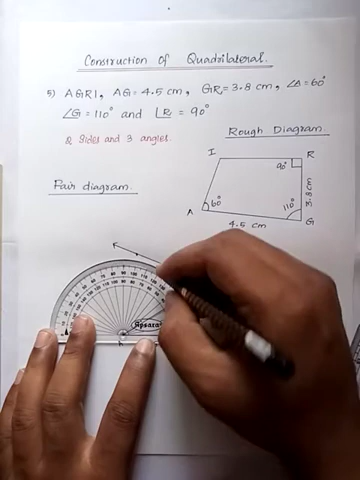 Construction Of Quadrilateral.
5) AGRI, AG = 4.5 cm, GR = 3.8 cm, ∠A = 60°
∠G = 110° and ∠R = 90°
2 Sides and 3 angles.
Rough Diagram.
I
R
90°
Fair diagram.
3.8 cm
60°
110°
A
G
4.5 cm
Apsara